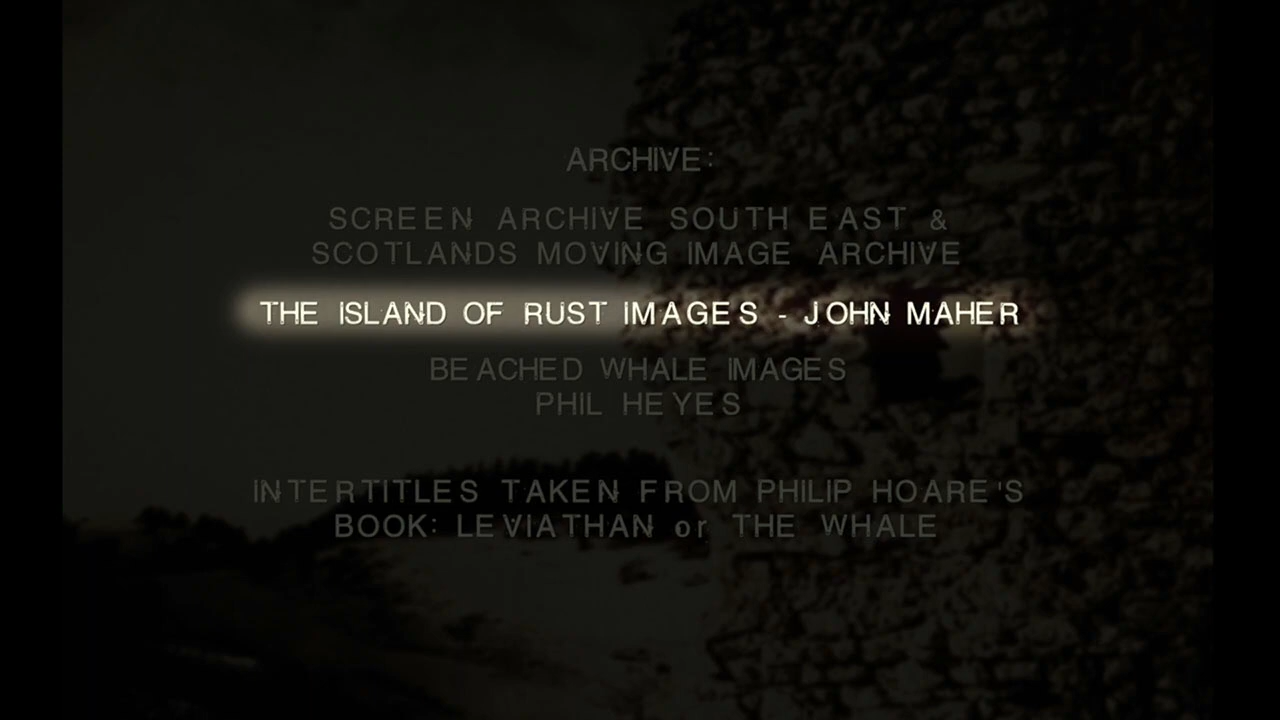 ARCHIVE:
SCREEN ARCHIVE SOUTH EAST &
SCOTLANDS MOVING IMAGE ARCHIVE
THE ISLAND OF RUST IMAGES - JOHN MAHER
BEACHED WHALE IMAGES
PHIL HEYES
INTERTITLES TAKEN FROM PHILIP HOARE'S
BOOK: LEVIATHAN or THE WHALE